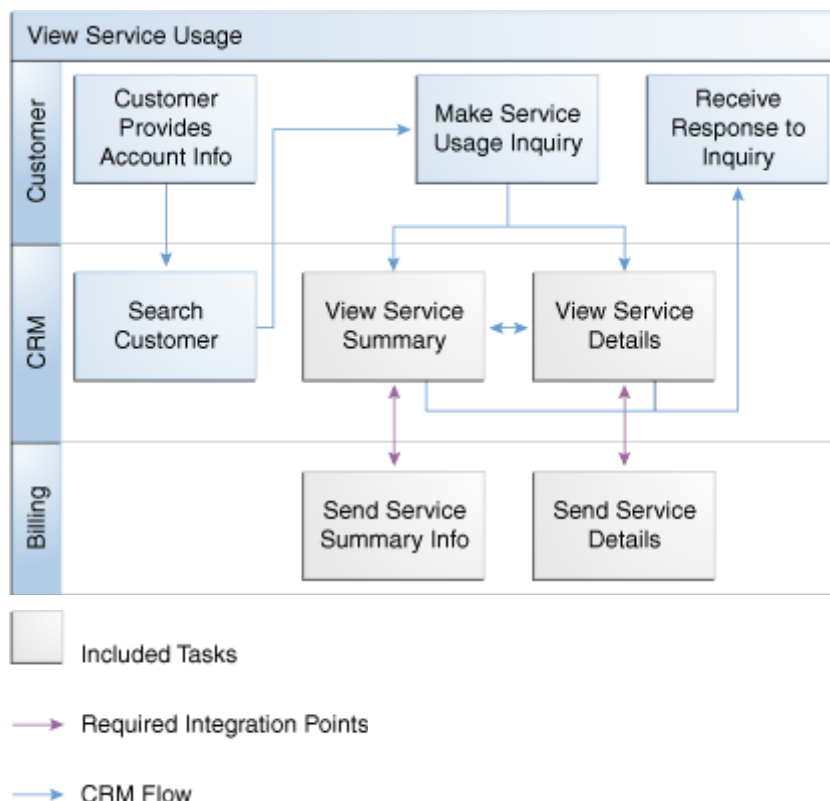 View Service Usage
Customer
Customer
Provides
Account Info
Make Service
Usage Inquiry
Receive
Response to
Inquiry
CRM
Search
Customer
View Service
Summary
View Service
Details
Billing
Send Service
Summary Info
Send Service
Details
Included Tasks
Required Integration Points
CRM Flow